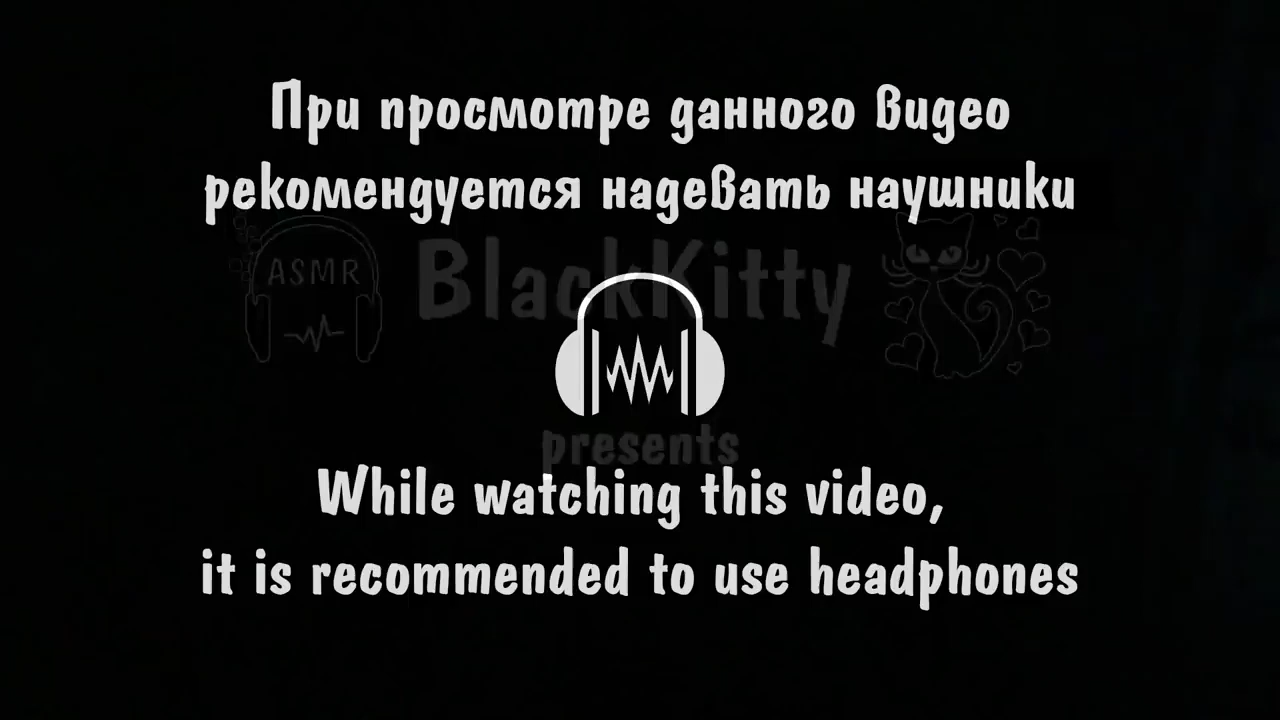 При просмотре данного видео
рекомендуется надевать наушники
ASMR
BlackKitty
presents
While watching this video,
it is recommended to use headphones